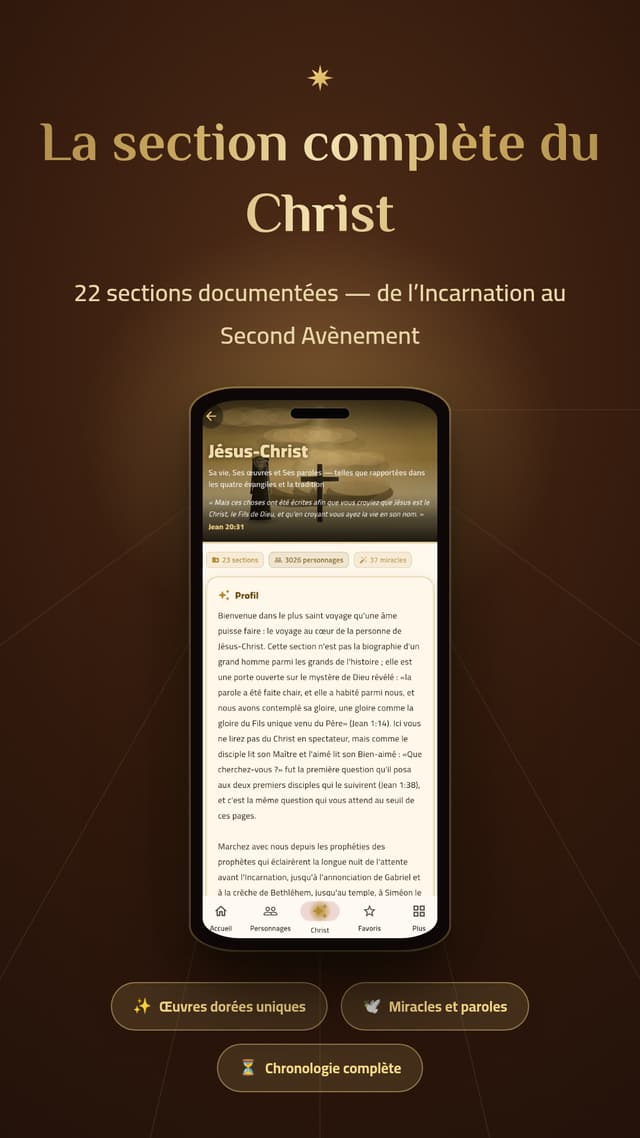 La section complète du
Christ
22 sections documentées — de l’Incarnation au
Second Avènement
Jésus-Christ
Sa vie, Ses œuvres et Ses paroles — telles que rapportées dans
les quatre évangiles et la tradition
« Mais ces choses ont été écrites afin que vous croyiez que Jésus est le
Christ, le Fils de Dieu, et qu'en croyant vous ayez la vie en son nom. »
Jean 20:31
23 sections
3026 personnages
37 miracles
Profil
Bienvenue dans le plus saint voyage qu'une âme
puisse faire : le voyage au cœur de la personne de
Jésus-Christ. Cette section n'est pas la biographie d'un
grand homme parmi les grands de l'histoire ; elle est
une porte ouverte sur le mystère de Dieu révélé : «la
parole a été faite chair, et elle a habité parmi nous, et
nous avons contemplé sa gloire, une gloire comme la
gloire du Fils unique venu du Père» (Jean 1:14). Ici vous
ne lirez pas du Christ en spectateur, mais comme le
disciple lit son Maître et l'aimé lit son Bien-aimé : «Que
cherchez-vous ?» fut la première question qu'il posa
aux deux premiers disciples qui le suivirent (Jean 1:38),
et c'est la même question qui vous attend au seuil de
ces pages.
Marchez avec nous depuis les prophéties des
prophètes qui éclairèrent la longue nuit de l'attente
avant l'Incarnation, jusqu'à l'annonciation de Gabriel et
à la crèche de Bethléhem, jusqu'au temple, à Siméon le
Accueil
Personnages
Christ
Favoris
Plus
Œuvres dorées uniques
Miracles et paroles
Chronologie complète